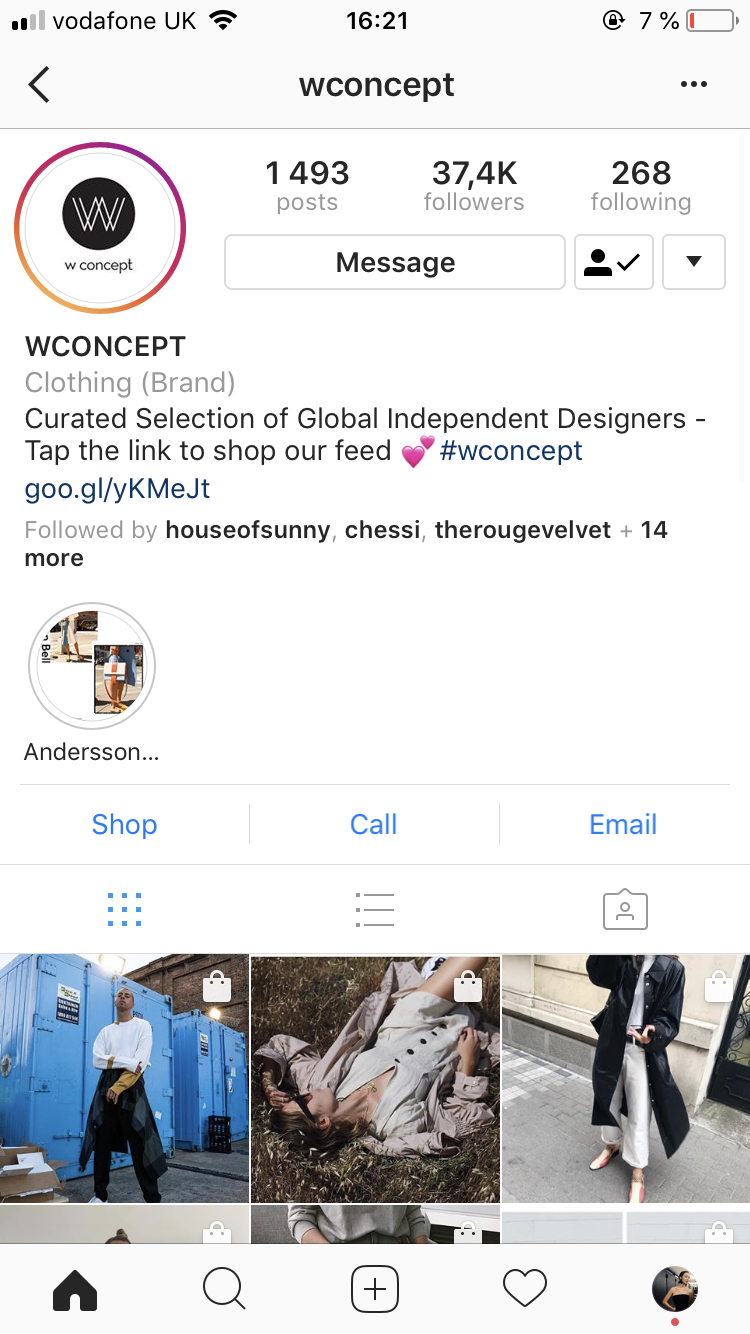 vodafone UK 16:21 7 %
wconcept
1 493 37,4K 268
posts followers following
W
w concept
Message
WCONCEPT
Clothing (Brand)
Curated Selection of Global Independent Designers -
Tap the link to shop our feed 💕 #wconcept
goo.gl/yKMeJt
Followed by houseofsunny, chessi, therougevelvet + 14
more
Bell
Andersson...
Shop Call Email